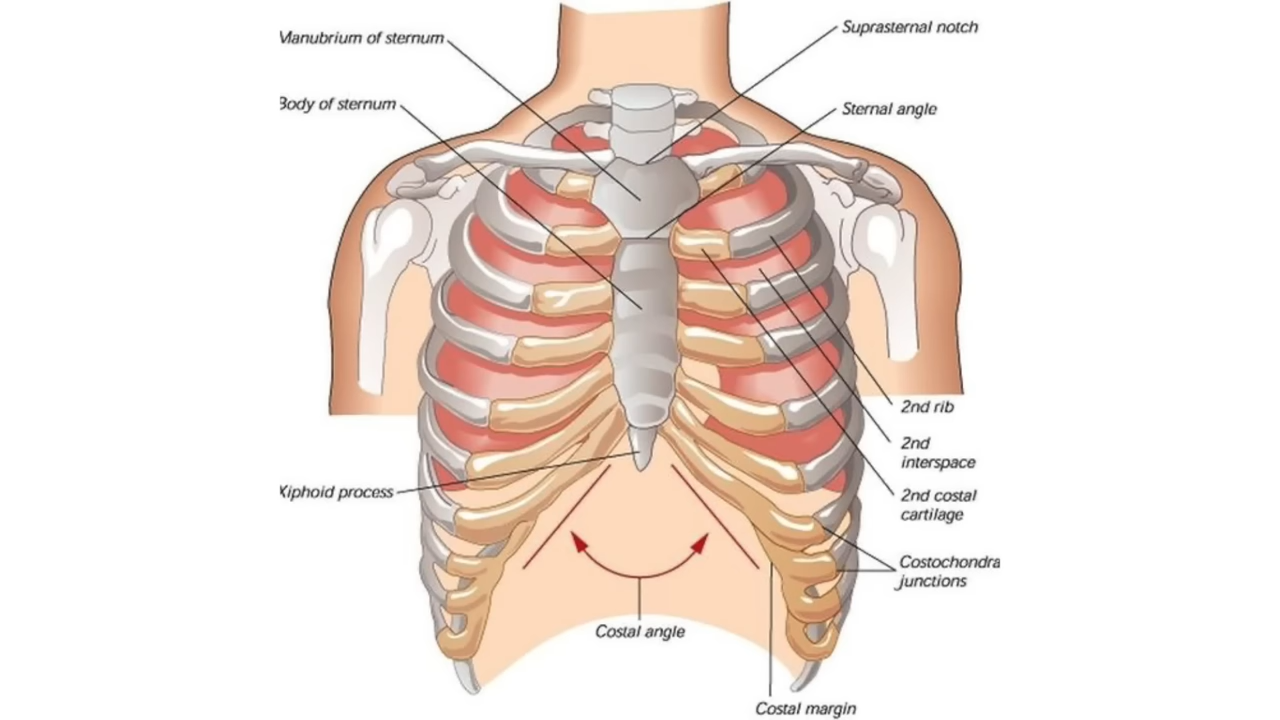 Manubrium of sternum
Suprasternal notch
Body of sternum
Sternal angle
2nd rib
2nd
interspace
Xiphoid process
2nd costal
cartilage
Costochondra
junctions
Costal angle
Costal margin